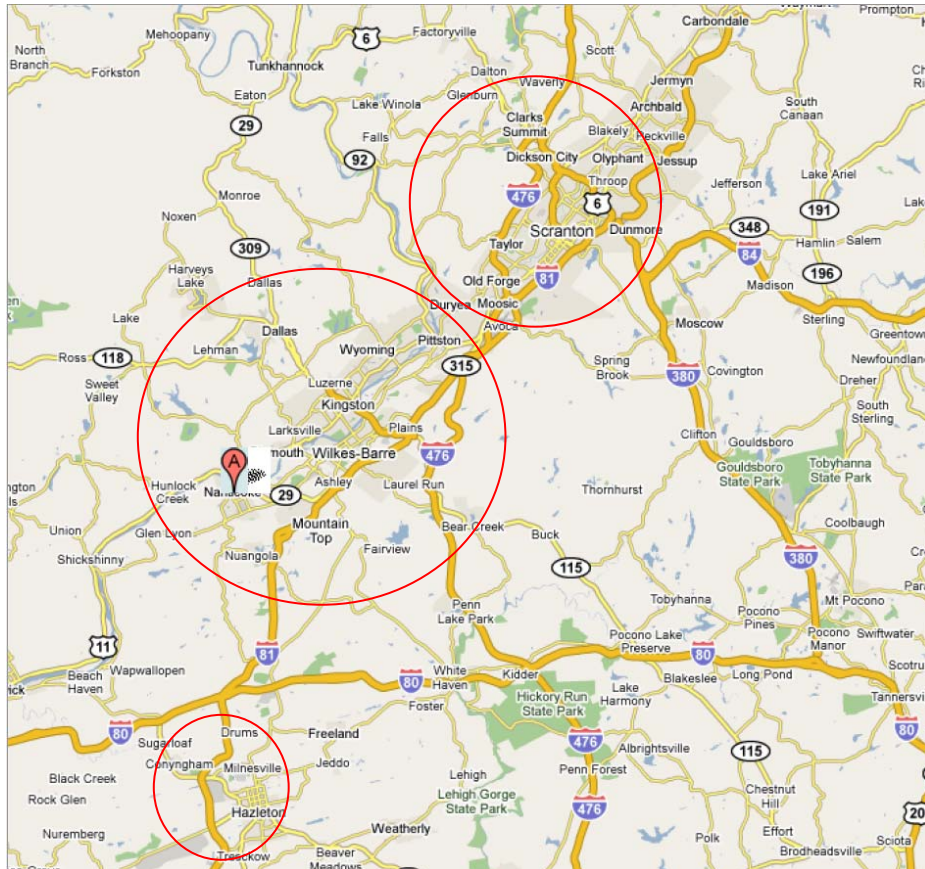 Carbondale
Prompton
Mehoopany
6
Factoryville
North
Branch
Forkston
Tunkhannock
Scott
Dalton
Waverly
Jermyn
Eaton
Lake Winola
Glenburn
Archbald
South
Canaan
29
Falls
Clarks
Summit
Blakely
Peckville
92
Dickson City
Olyphant
Jessup
Throop
Lake Ariel
Monroe
476
6
Jefferson
191
Noxen
Scranton
Dunmore
348
309
Taylor
Hamlin
Salem
84
Harveys
Lake
Dallas
Old Forge
81
196
Madison
Duryea
Moosic
Lake
Dallas
Avoca
Moscow
Sterling
Pittston
Greentown
Lehman
Wyoming
Ross
118
315
Spring
Brook
Covington
Newfoundland
Sweet
Valley
Luzerne
380
Dreher
Kingston
South
Sterling
Larksville
Plains
Clifton
Gouldsboro
mouth
Wilkes-Barre
476
Gouldsboro
State Park
Tobyhanna
State Park
A
Hunlock
Creek
29
Ashley
Laurel Run
Thornhurst
Union
Glen Lyon
Mountain
Top
Bear Creek
Buck
Coolbaugh
Shickshinny
Nuangola
Fairview
115
380
Tobyhanna
Mt Pocono
Penn
Lake Park
Pocono
Pines
11
81
Pocono Lake
Preserve
80
Pocono
Manor
Swiftwater
Wapwallopen
Beach
Haven
80
White
Haven
Kidder
Blakeslee
Long Pond
Foster
Hickory Run
State Park
Lake
Harmony
80
Sugarloaf
Drums
Freeland
476
Albrightsville
115
80
Conyngham
Milnesville
Jeddo
Penn Forest
Black Creek
Lehigh
Chestnut
Hill
Rock Glen
Hazleton
Lehigh Gorge
State Park
476
Nuremberg
Weatherly
Polk
Effort
Sciota
Tresckow
Beaver
Meadows
Brodheadsville